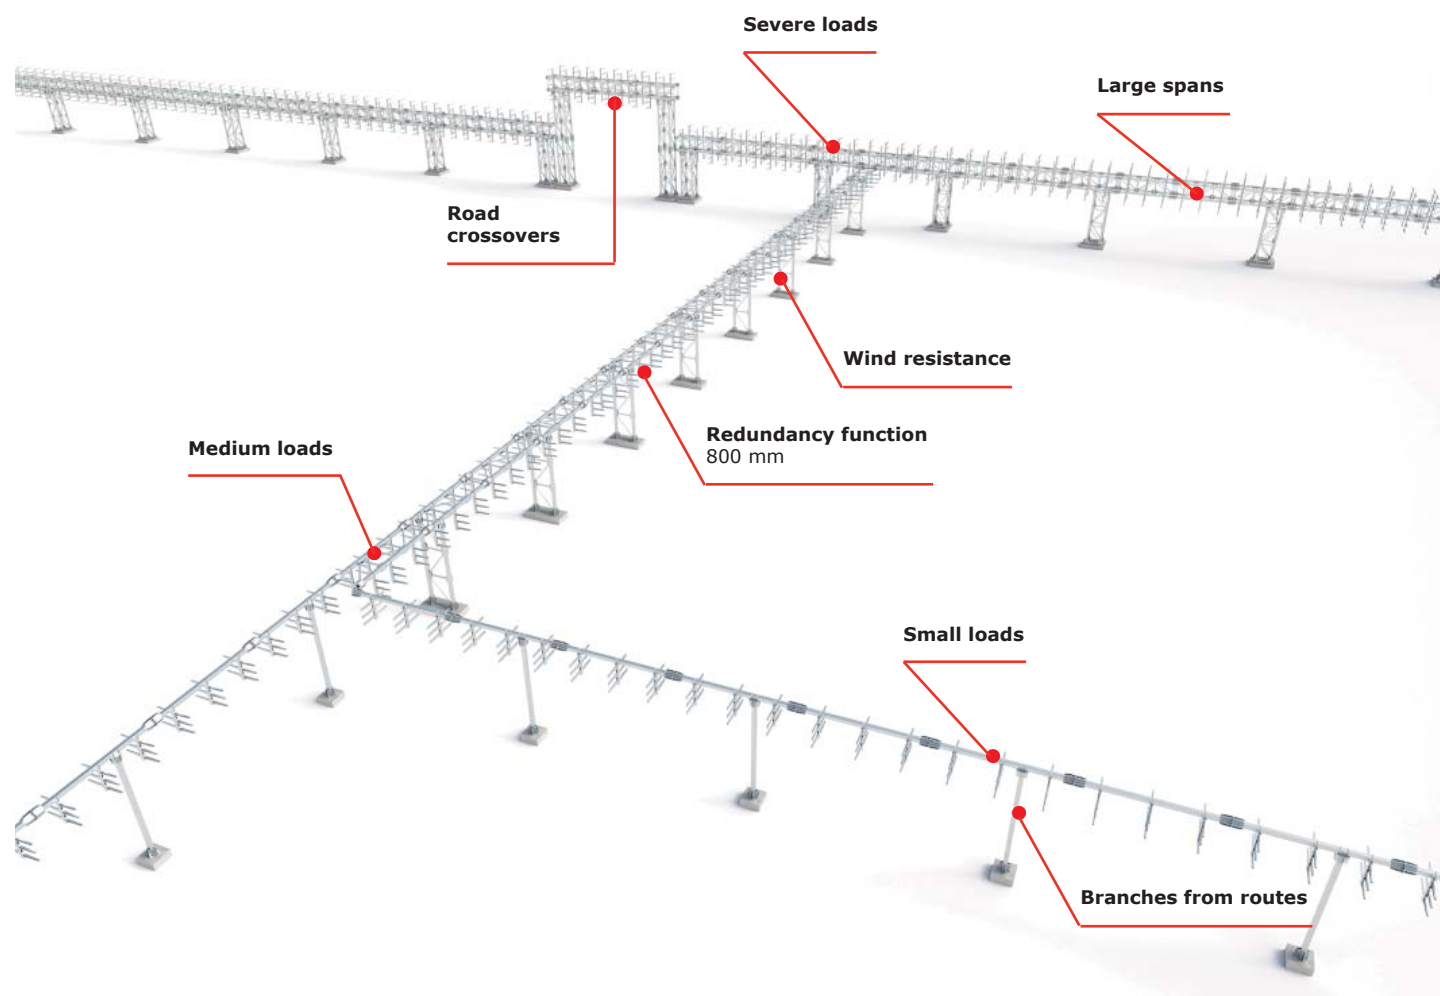 Severe loads
Large spans
Road
crossovers
Wind resistance
Redundancy function
800 mm
Medium loads
Small loads
Branches from routes